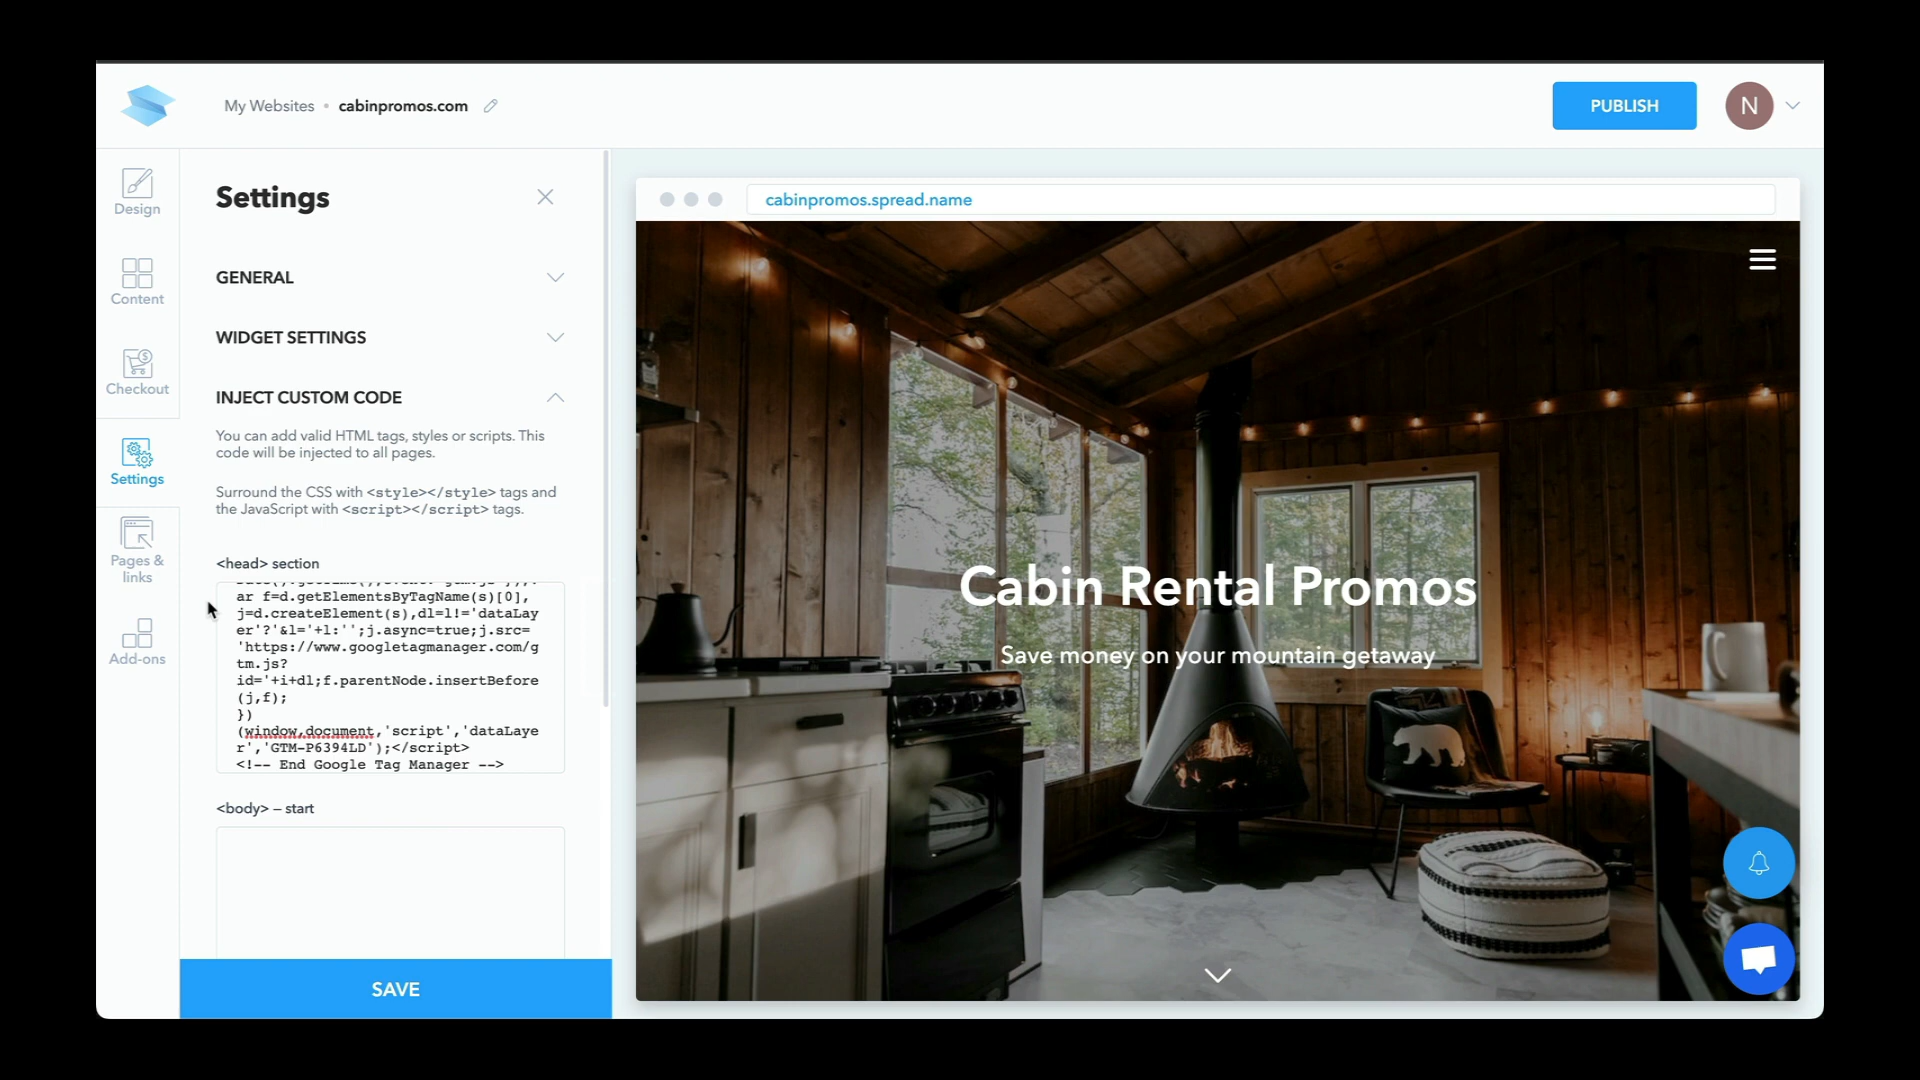 My Websites • cabinpromos.com
PUBLISH
N
Design
Content
Checkout
Settings
Pages &
links
Add-ons
Settings
GENERAL
WIDGET SETTINGS
INJECT CUSTOM CODE
You can add valid HTML tags, styles or scripts. This
code will be injected to all pages.
Surround the CSS with <style></style> tags and
the JavaScript with <script></script> tags.
<head> section
ar f=d.getElementsByTagName(s)[0],
j=d.createElement(s),dl=l!='dataLay
er'?'&l='+l:'';j.async=true;j.src=
'https://www.googletagmanager.com/g
tm.js?
id='+i+dl;f.parentNode.insertBefore
(j,f);
})
(window,document,'script','dataLaye
r','GTM-P6394LD');</script>
<!-- End Google Tag Manager -->
<body> – start
SAVE
cabinpromos.spread.name
Cabin Rental Promos
Save money on your mountain getaway